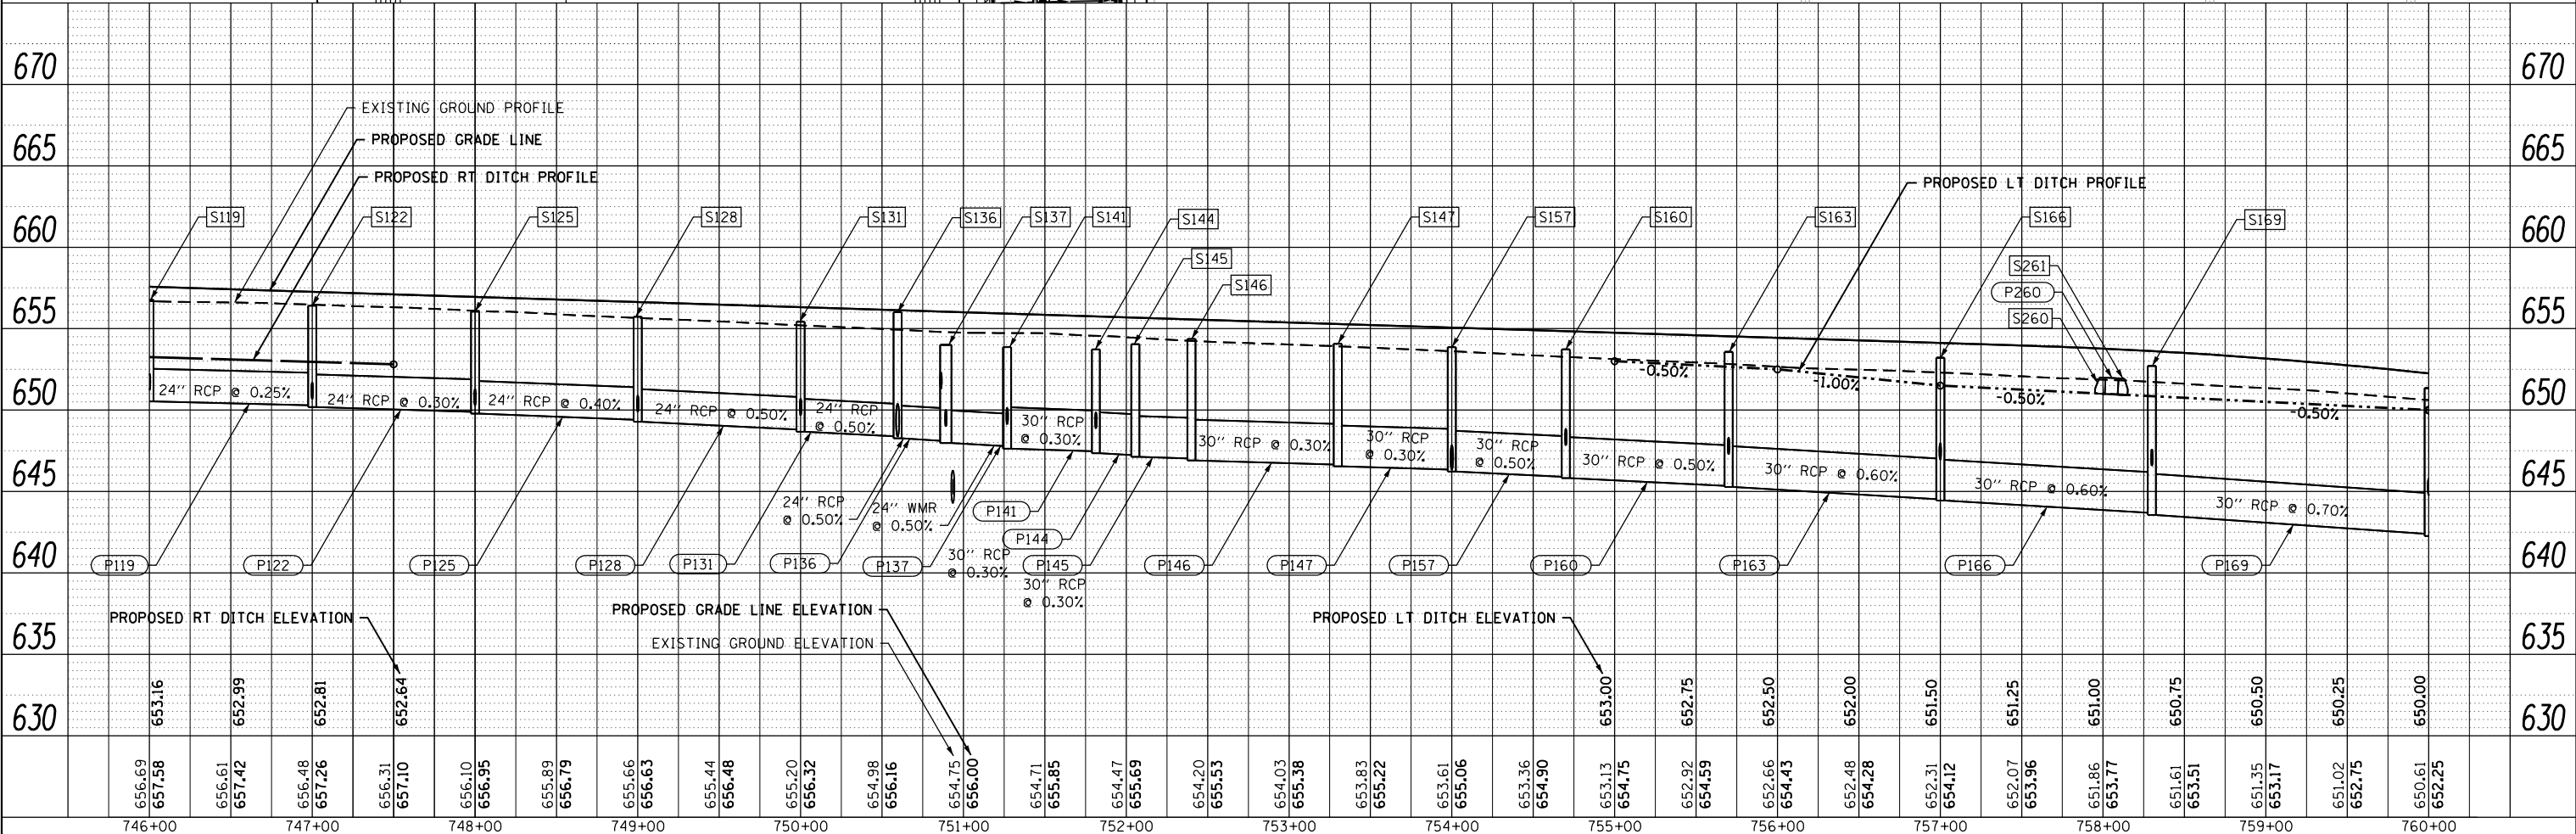 670
670
EXISTING GROUND PROFILE
PROPOSED GRADE LINE
665
665
PROPOSED RT DITCH PROFILE
PROPOSED LT DITCH PROFILE
S119
S122
S125
S128
S131
S136
S137
S141
S144
S147
S157
S160
S163
S166
S169
660
660
S145
S261
S146
P260
S260
655
655
650
650
24" RCP @ 0.25%
24" RCP @ 0.30%
24" RCP @ 0.40%
24" RCP @ 0.50%
24" RCP
@ 0.50%
30" RCP
@ 0.30%
30" RCP @ 0.30%
30" RCP
@ 0.30%
30" RCP
@ 0.50%
30" RCP @ 0.50%
30" RCP @ 0.60%
30" RCP @ 0.60%
30" RCP @ 0.70%
-0.50%
-1.00%
-0.50%
-0.50%
645
645
24" RCP
@ 0.50%
24" WMR
@ 0.50%
P141
P144
30" RCP
@ 0.30%
30" RCP
@ 0.30%
640
640
P119
P122
P125
P128
P131
P136
P137
P145
P146
P147
P157
P160
P163
P166
P169
PROPOSED RT DITCH ELEVATION
PROPOSED GRADE LINE ELEVATION
EXISTING GROUND ELEVATION
PROPOSED LT DITCH ELEVATION
635
635
630
630
653.16
652.99
652.81
652.64
653.00
652.75
652.50
652.00
651.50
651.25
651.00
650.75
650.50
650.25
650.00
656.69
657.58
656.61
657.42
656.48
657.26
656.31
657.10
656.10
656.95
655.89
656.79
655.66
656.63
655.44
656.48
655.20
656.32
654.98
656.16
654.75
656.00
654.71
655.85
654.47
655.69
654.20
655.53
654.03
655.38
653.83
655.22
653.61
655.06
653.36
654.90
653.13
654.75
652.92
654.59
652.66
654.43
652.48
654.28
652.31
654.12
652.07
653.96
651.86
653.77
651.61
653.51
651.35
653.17
651.02
652.75
650.61
652.25
746+00
747+00
748+00
749+00
750+00
751+00
752+00
753+00
754+00
755+00
756+00
757+00
758+00
759+00
760+00